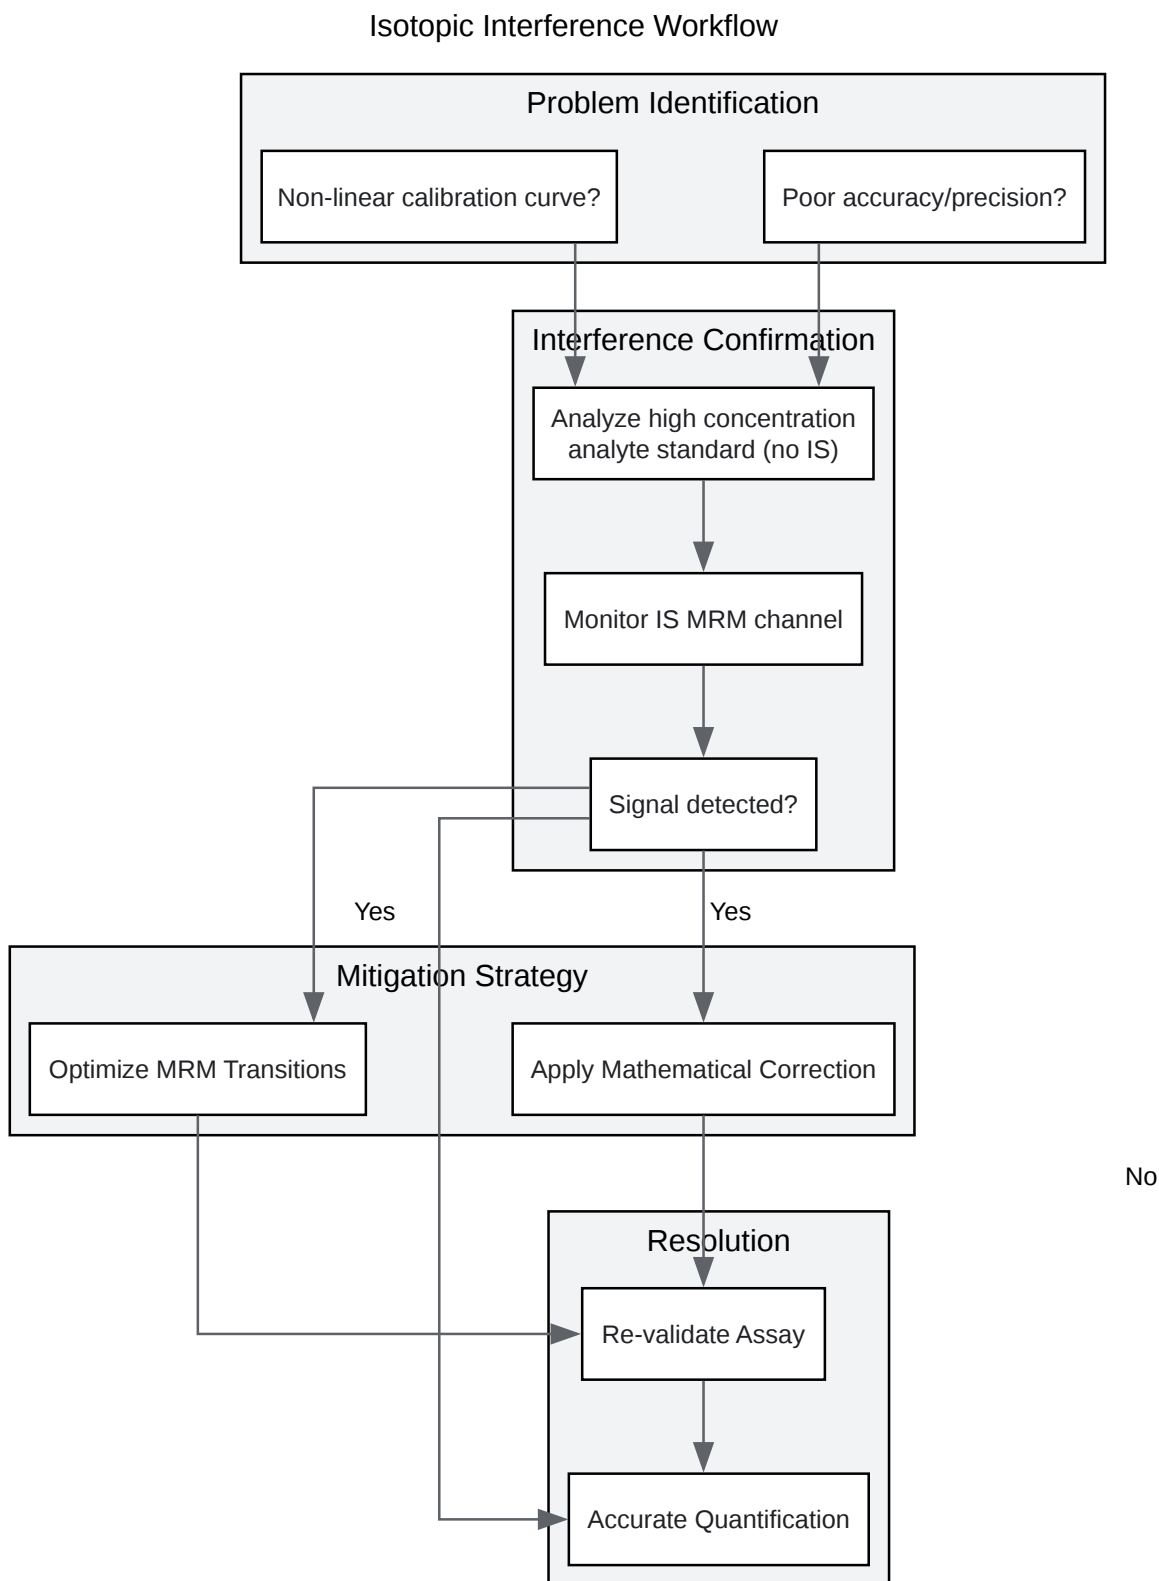 Isotopic Interference Workflow
Problem Identification
Non-linear calibration curve?
Poor accuracy/precision?
Interference Confirmation
Analyze high concentration
analyte standard (no IS)
Monitor IS MRM channel
Signal detected?
Yes
Yes
Mitigation Strategy
Optimize MRM Transitions
Apply Mathematical Correction
No
Resolution
Re-validate Assay
Accurate Quantification